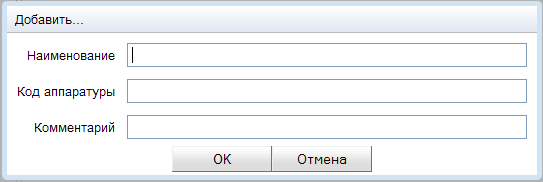 Добавить...
Наименование
Код аппаратуры
Комментарий
OK Отмена